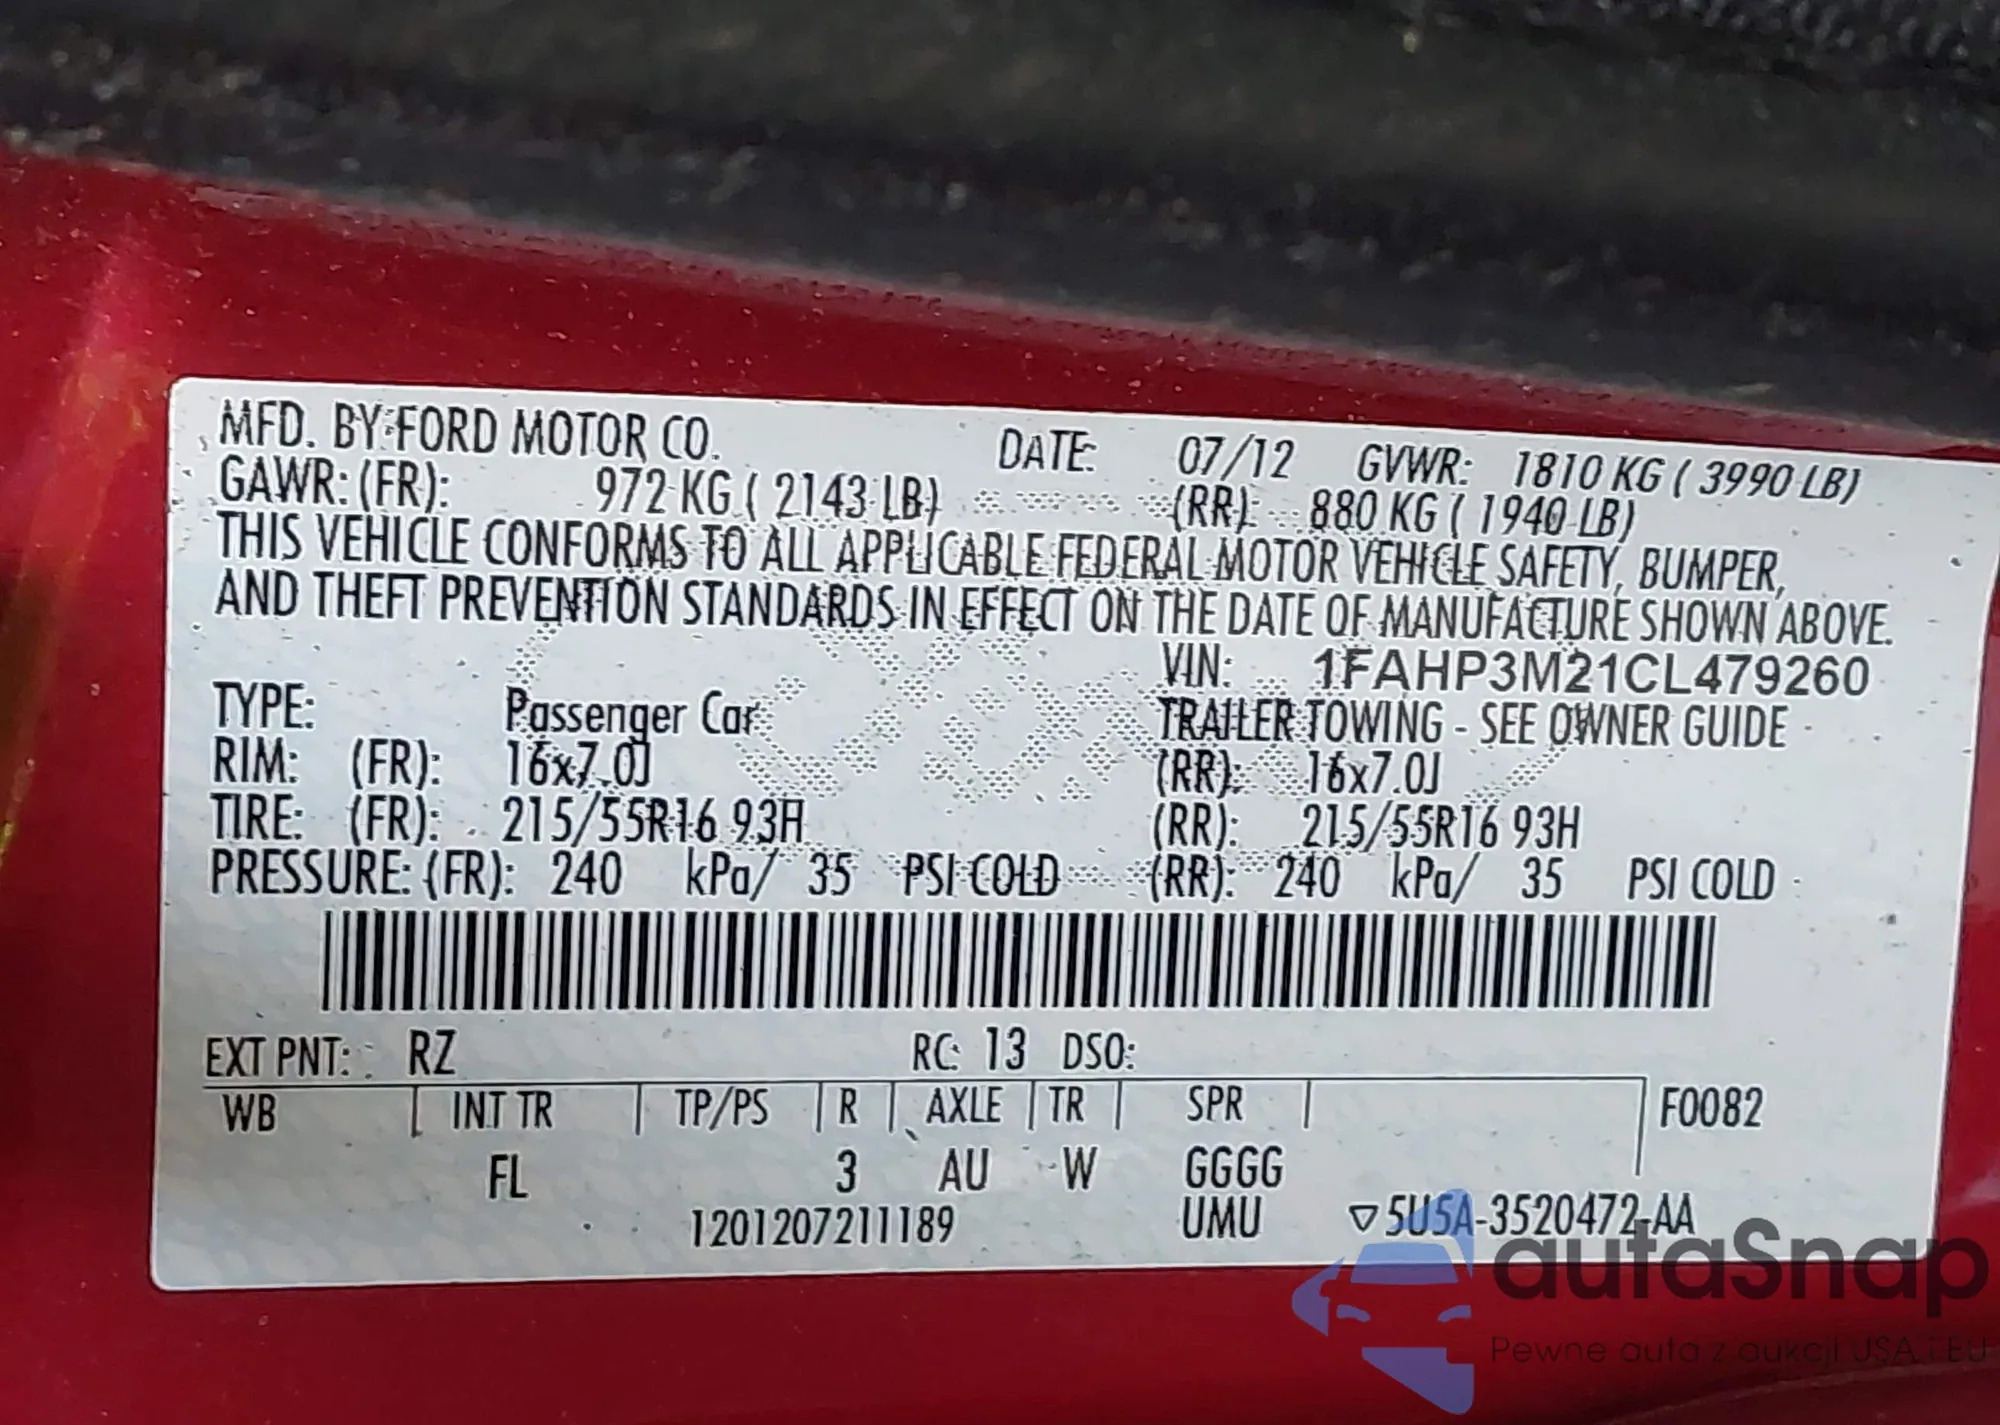 MFD. BY FORD MOTOR CO. DATE: 07/12 GVWR: 1810 KG ( 3990 LB)
GAWR: (FR): 972 KG ( 2143 LB) (RR): 880 KG ( 1940 LB)
THIS VEHICLE CONFORMS TO ALL APPLICABLE FEDERAL MOTOR VEHICLE SAFETY, BUMPER,
AND THEFT PREVENTION STANDARDS IN EFFECT ON THE DATE OF MANUFACTURE SHOWN ABOVE.
VIN: 1FAHP3M21CL479260
TYPE: Passenger Car TRAILER TOWING - SEE OWNER GUIDE
RIM: (FR): 16x7.0J (RR): 16x7.0J
TIRE: (FR): 215/55R16 93H (RR): 215/55R16 93H
PRESSURE: (FR): 240 kPa/ 35 PSI COLD (RR): 240 kPa/ 35 PSI COLD
EXT PNT: RZ RC: 13 DSO:
WB INT TR TP/PS R AXLE TR SPR F0082
FL 3 AU W GGGG
1201207211189 UMU ▽5U5A-3520472-AA
autaSnap
Pewne auta z aukcji USA i EU